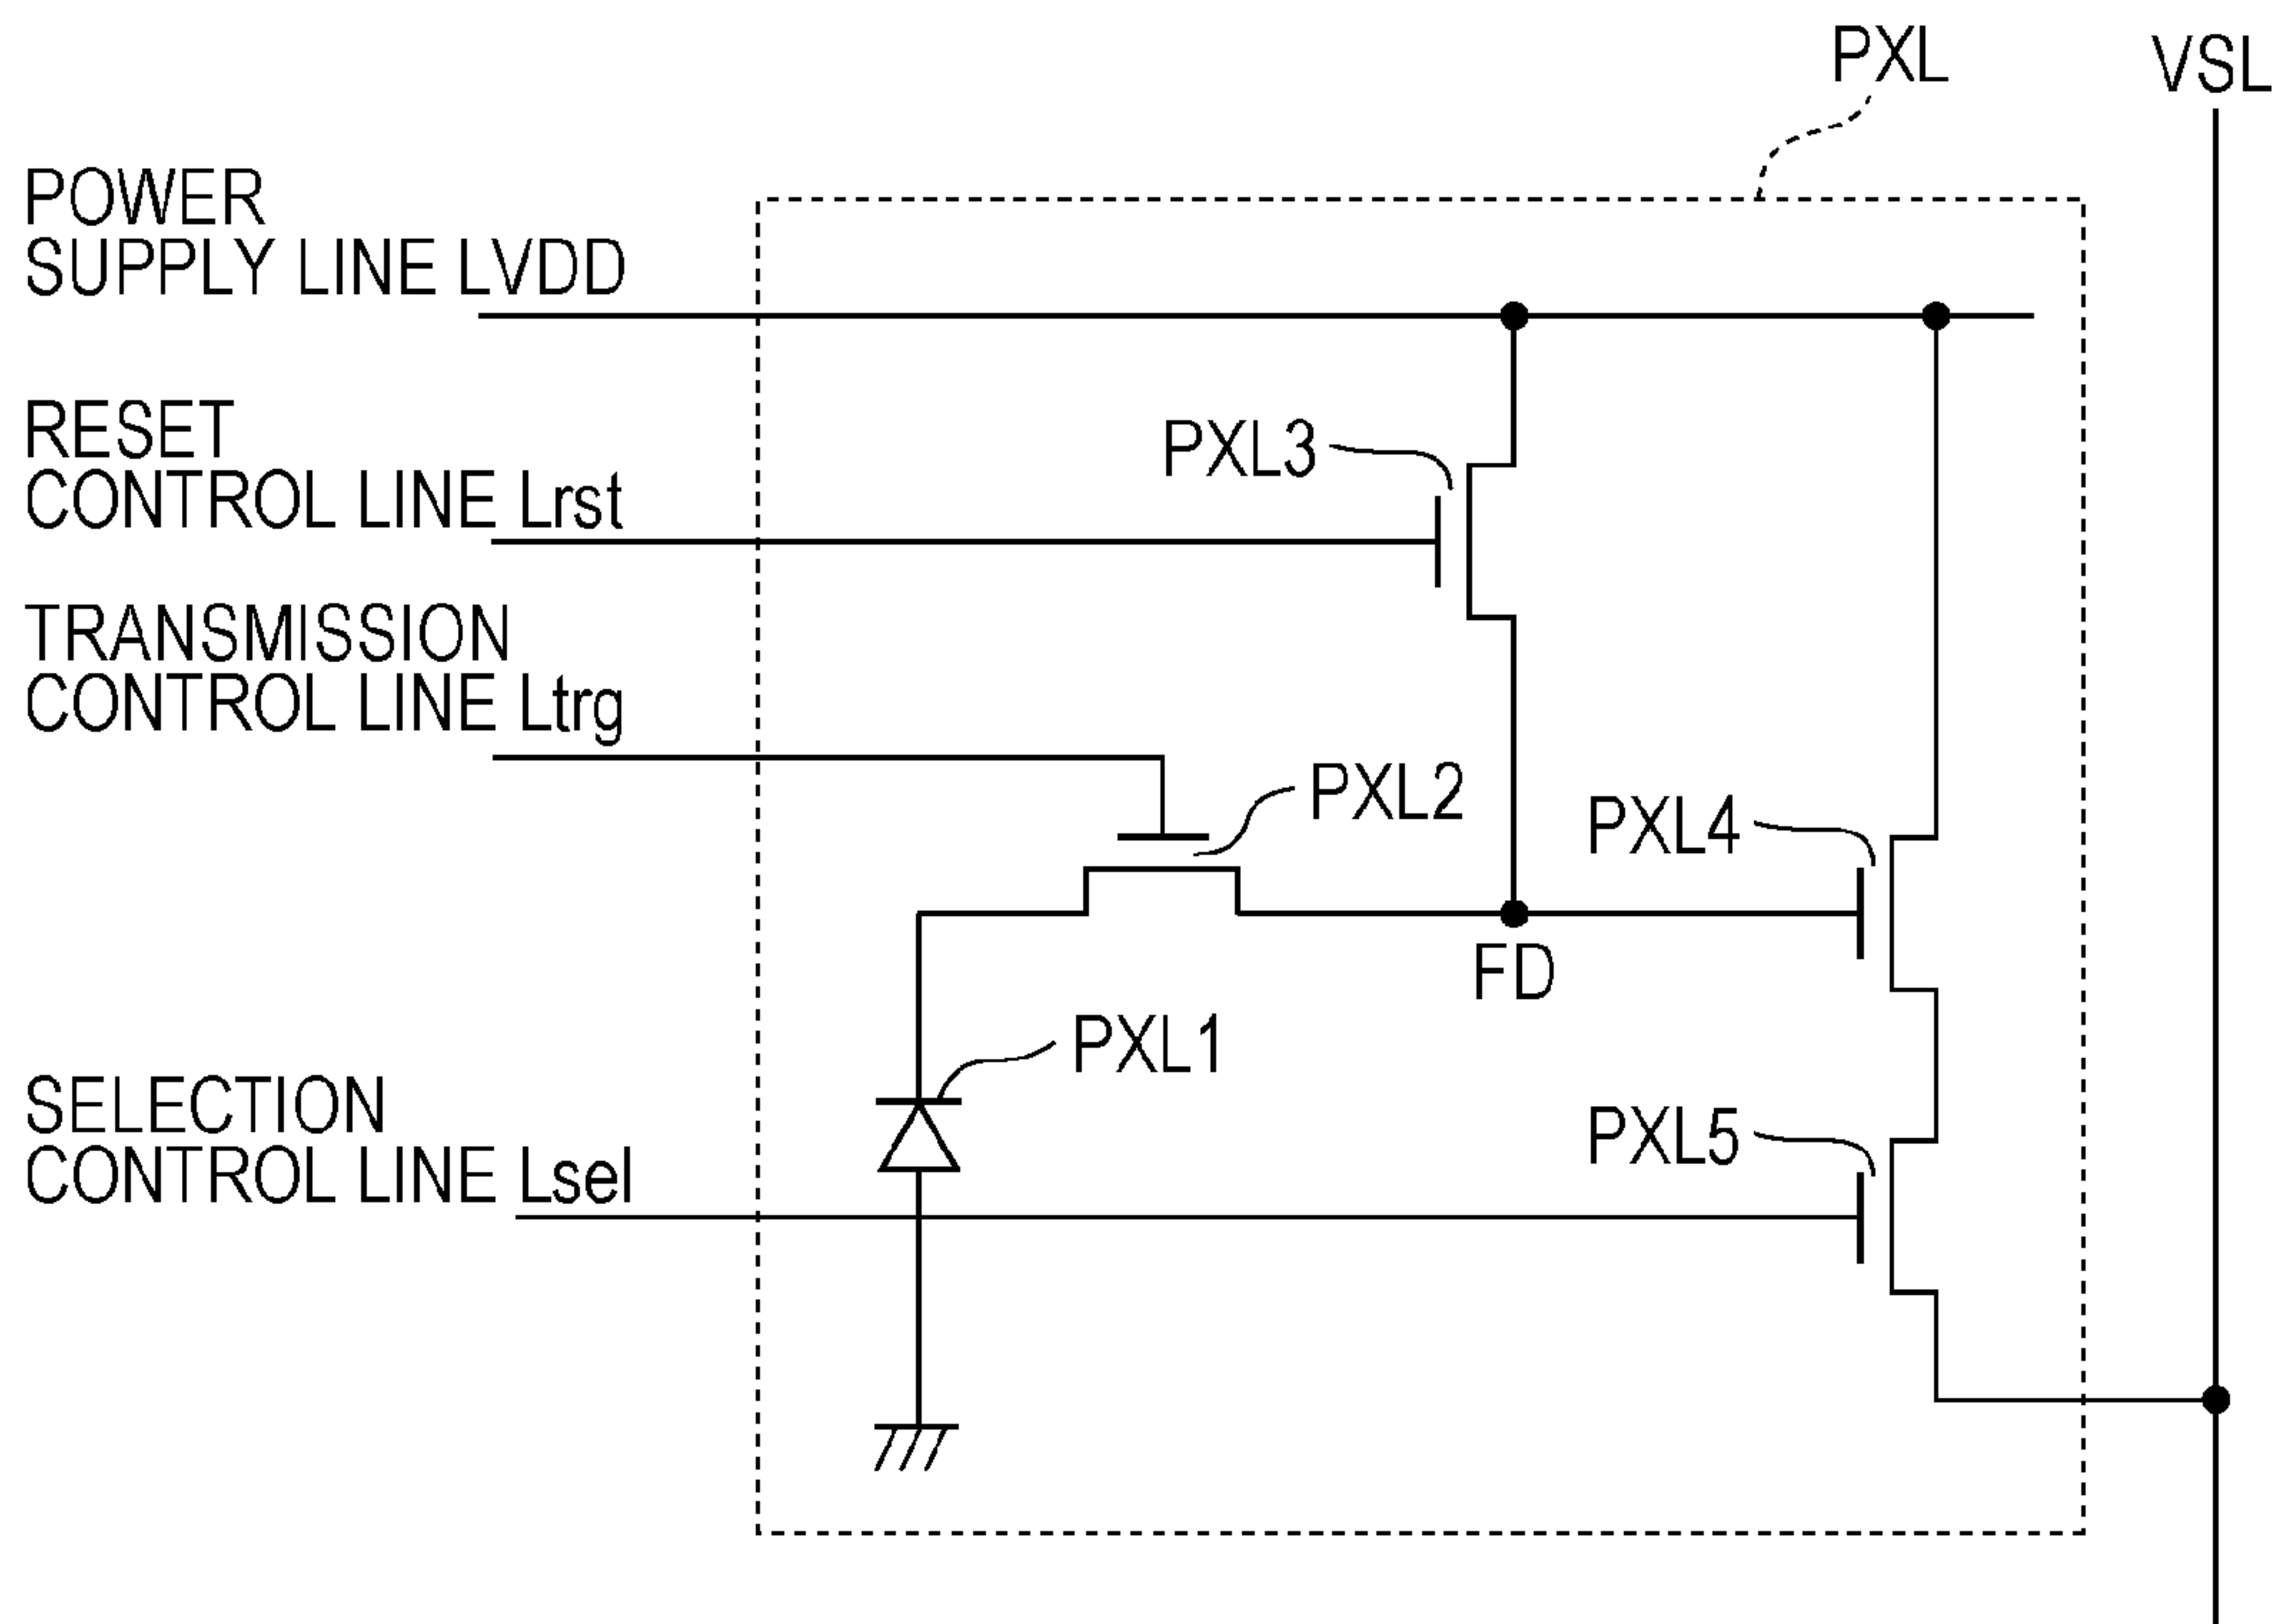 PXL
VSL
POWER
SUPPLY LINE LVDD
RESET
CONTROL LINE Lrst
PXL3
TRANSMISSION
CONTROL LINE Ltrg
PXL2
PXL4
FD
PXL1
SELECTION
CONTROL LINE Lsel
PXL5